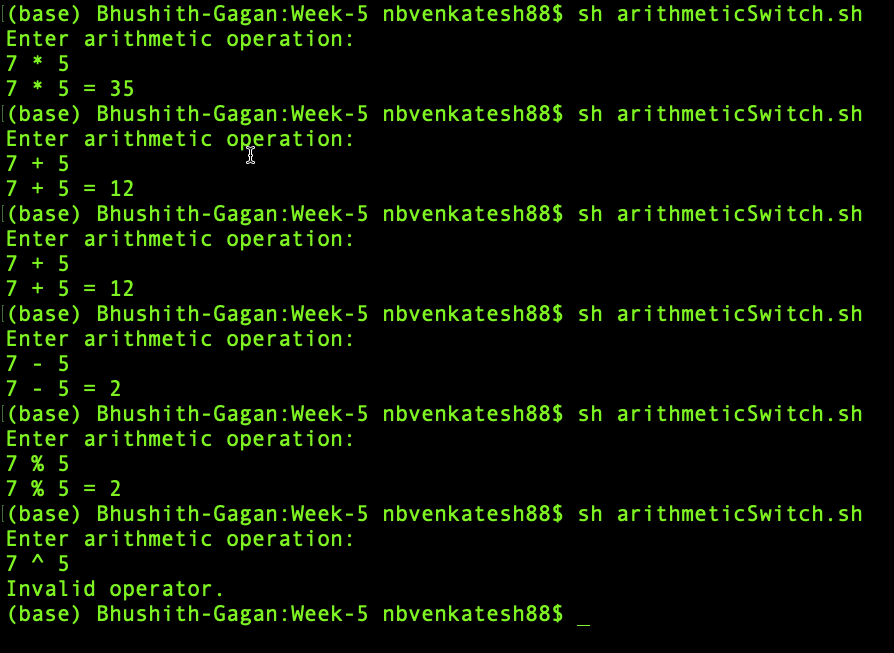 (base) Bhushith-Gagan:Week-5 nbvenkatesh88$ sh arithmeticSwitch.sh
Enter arithmetic operation:
7 * 5
7 * 5 = 35
(base) Bhushith-Gagan:Week-5 nbvenkatesh88$ sh arithmeticSwitch.sh
Enter arithmetic operation:
7 + 5
7 + 5 = 12
(base) Bhushith-Gagan:Week-5 nbvenkatesh88$ sh arithmeticSwitch.sh
Enter arithmetic operation:
7 + 5
7 + 5 = 12
(base) Bhushith-Gagan:Week-5 nbvenkatesh88$ sh arithmeticSwitch.sh
Enter arithmetic operation:
7 - 5
7 - 5 = 2
(base) Bhushith-Gagan:Week-5 nbvenkatesh88$ sh arithmeticSwitch.sh
Enter arithmetic operation:
7 % 5
7 % 5 = 2
(base) Bhushith-Gagan:Week-5 nbvenkatesh88$ sh arithmeticSwitch.sh
Enter arithmetic operation:
7 ^ 5
Invalid operator.
(base) Bhushith-Gagan:Week-5 nbvenkatesh88$ _